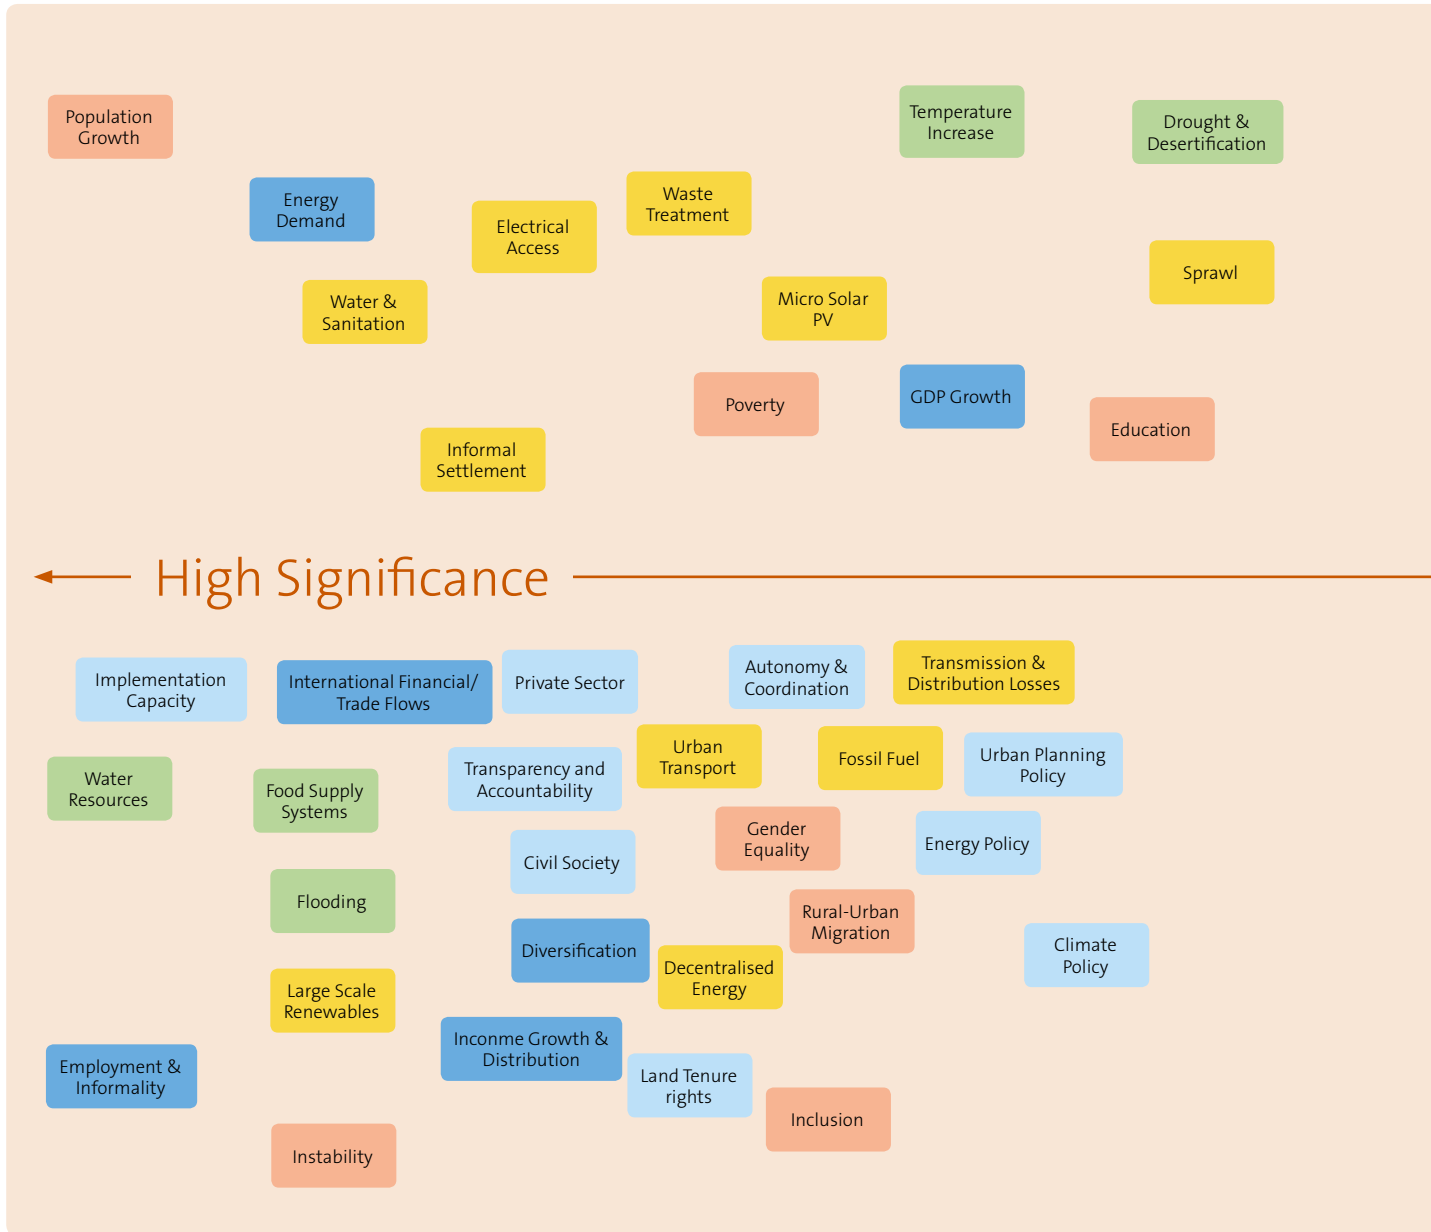 Population
Growth
Temperature
Increase
Drought &
Desertification
Energy
Demand
Electrical
Access
Waste
Treatment
Sprawl
Water &
Sanitation
Micro Solar
PV
Poverty
GDP Growth
Education
Informal
Settlement
High Significance
Implementation
Capacity
International Financial/
Trade Flows
Private Sector
Autonomy &
Coordination
Transmission &
Distribution Losses
Water
Resources
Food Supply
Systems
Transparency and
Accountability
Urban
Transport
Fossil Fuel
Urban Planning
Policy
Gender
Equality
Energy Policy
Civil Society
Flooding
Rural-Urban
Migration
Diversification
Decentralised
Energy
Climate
Policy
Large Scale
Renewables
Inconme Growth &
Distribution
Employment &
Informality
Land Tenure
rights
Inclusion
Instability